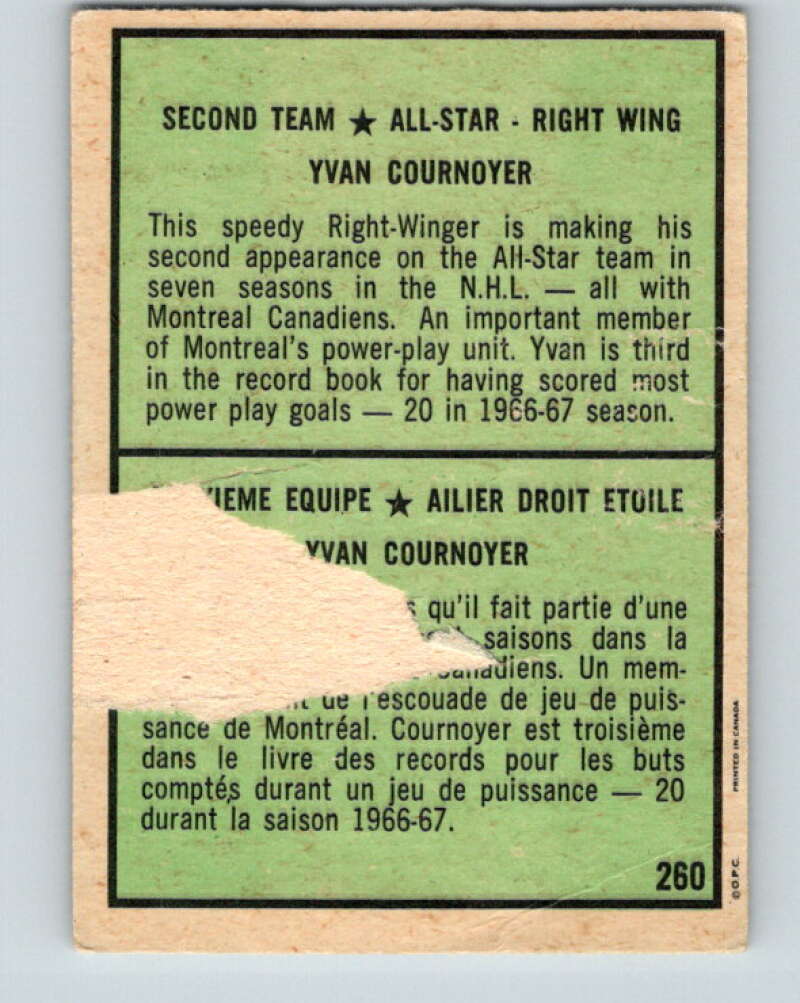 SECOND TEAM ★ ALL-STAR - RIGHT WING
YVAN COURNOYER
This speedy Right-Winger is making his
second appearance on the All-Star team in
seven seasons in the N.H.L. — all with
Montreal Canadiens. An important member
of Montreal's power-play unit. Yvan is third
in the record book for having scored most
power play goals — 20 in 1966-67 season.
XIEME EQUIPE ★ AILIER DROIT ETOILE
YVAN COURNOYER
qu'il fait partie d'une
saisons dans la
Canadiens. Un mem-
de l'escouade de jeu de puis-
sance de Montréal. Cournoyer est troisième
dans le livre des records pour les buts
comptés durant un jeu de puissance — 20
durant la saison 1966-67.
260
©O.P.C. PRINTED IN CANADA